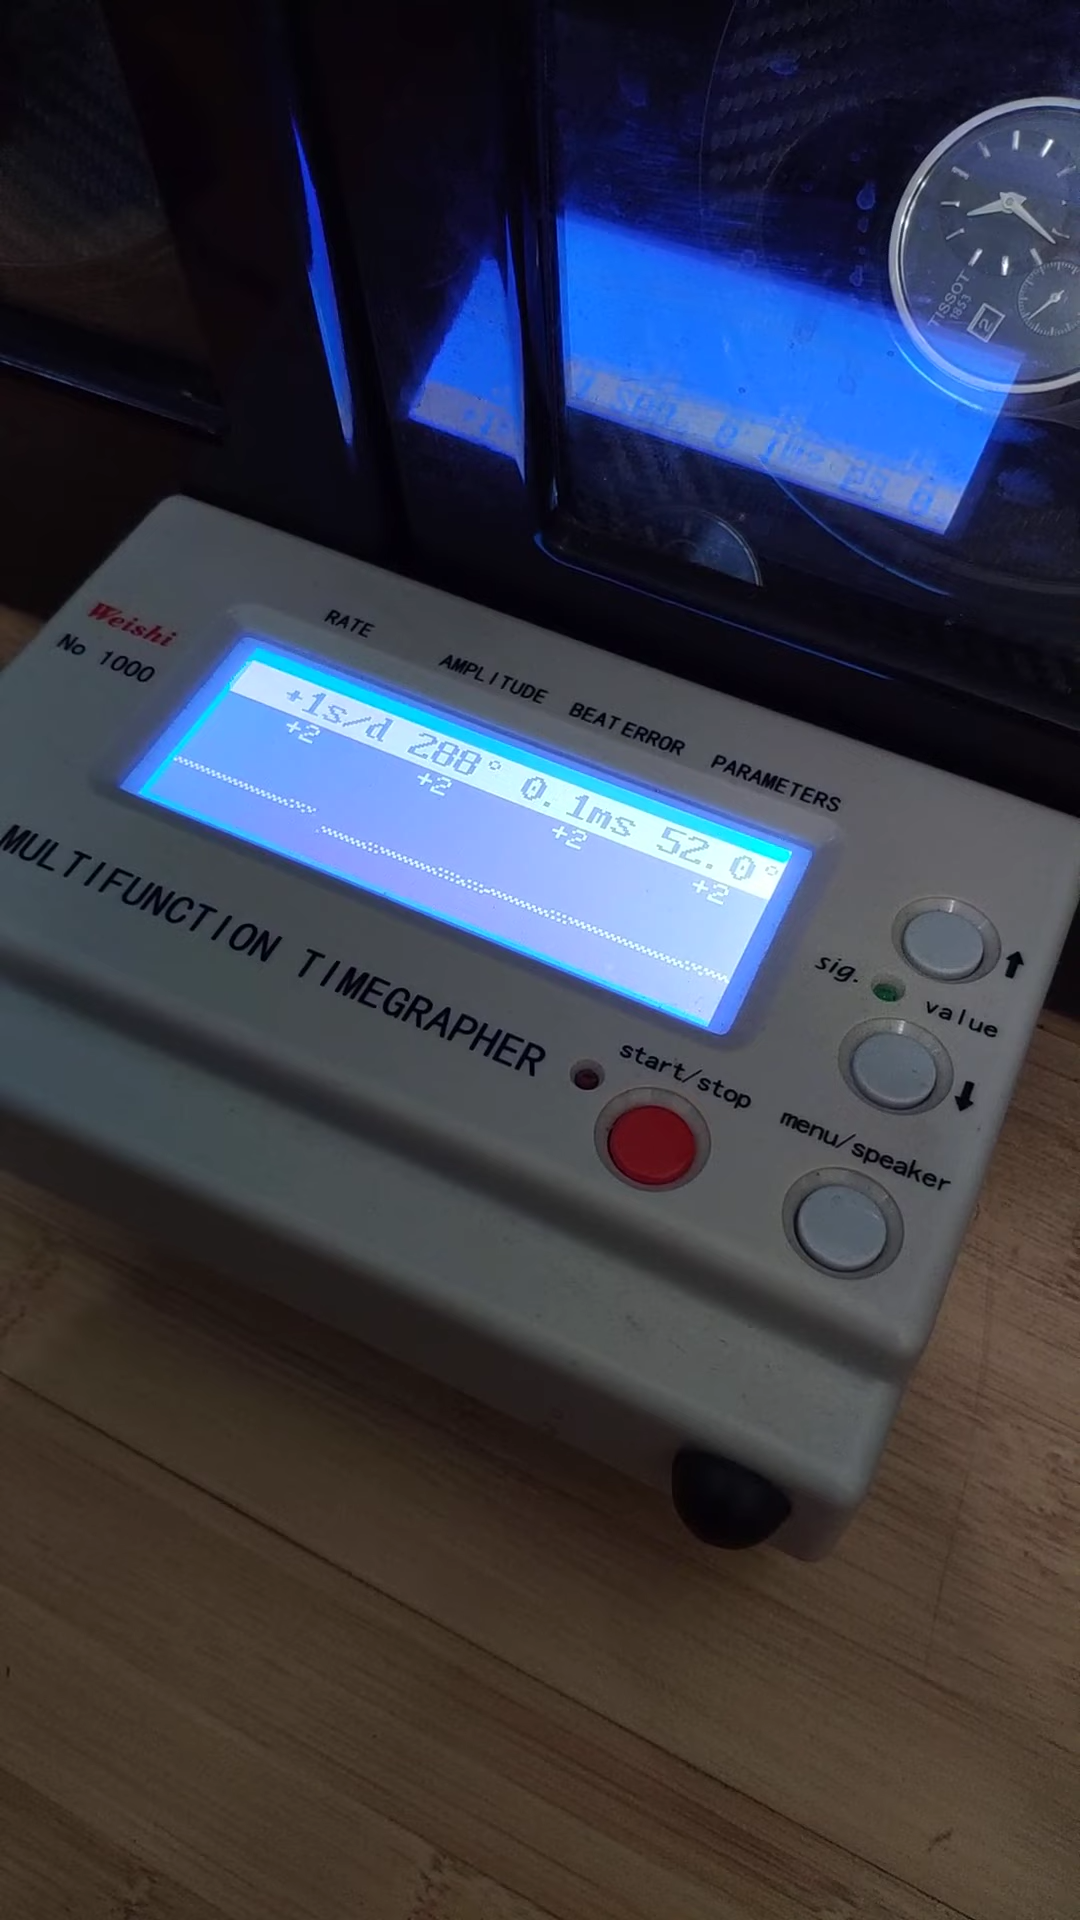 TISSOT
1853
2
Weishi
No 1000
RATE
AMPLITUDE
BEAT ERROR
PARAMETERS
+1s/d 288° 0.1ms 52.0°
+2 +2 +2 +2
MULTIFUNCTION TIMEGRAPHER
sig.
value
start/stop
menu/speaker